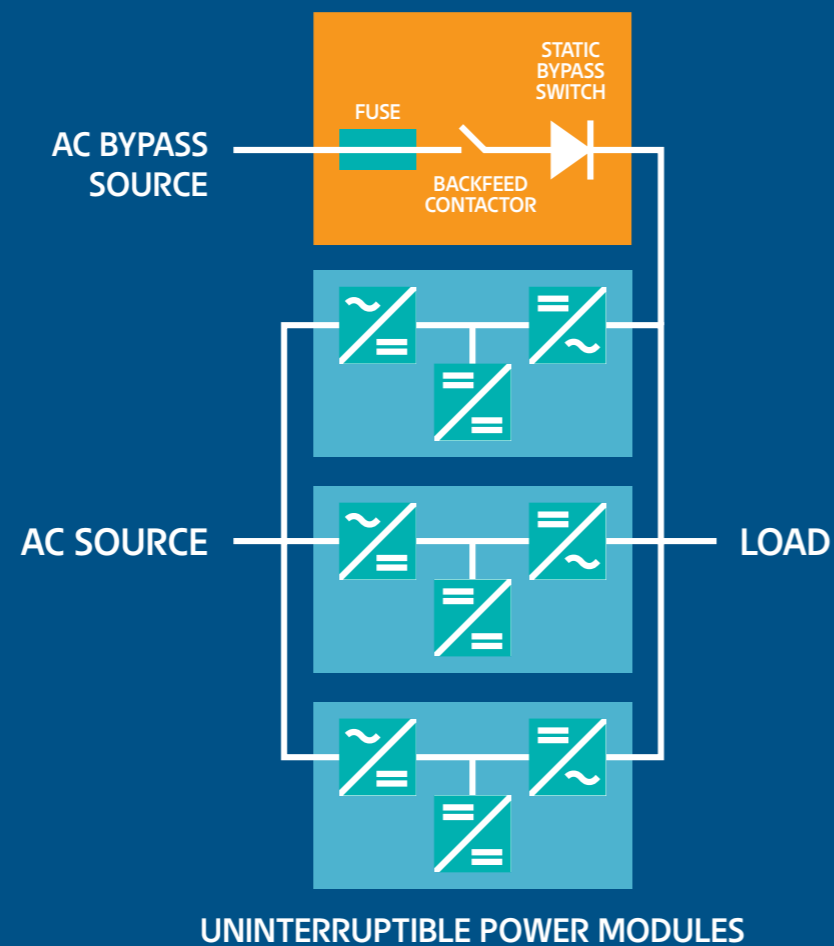 STATIC
BYPASS
SWITCH
FUSE
AC BYPASS
SOURCE
BACKFEED
CONTACTOR
AC SOURCE
LOAD
UNINTERRUPTIBLE POWER MODULES